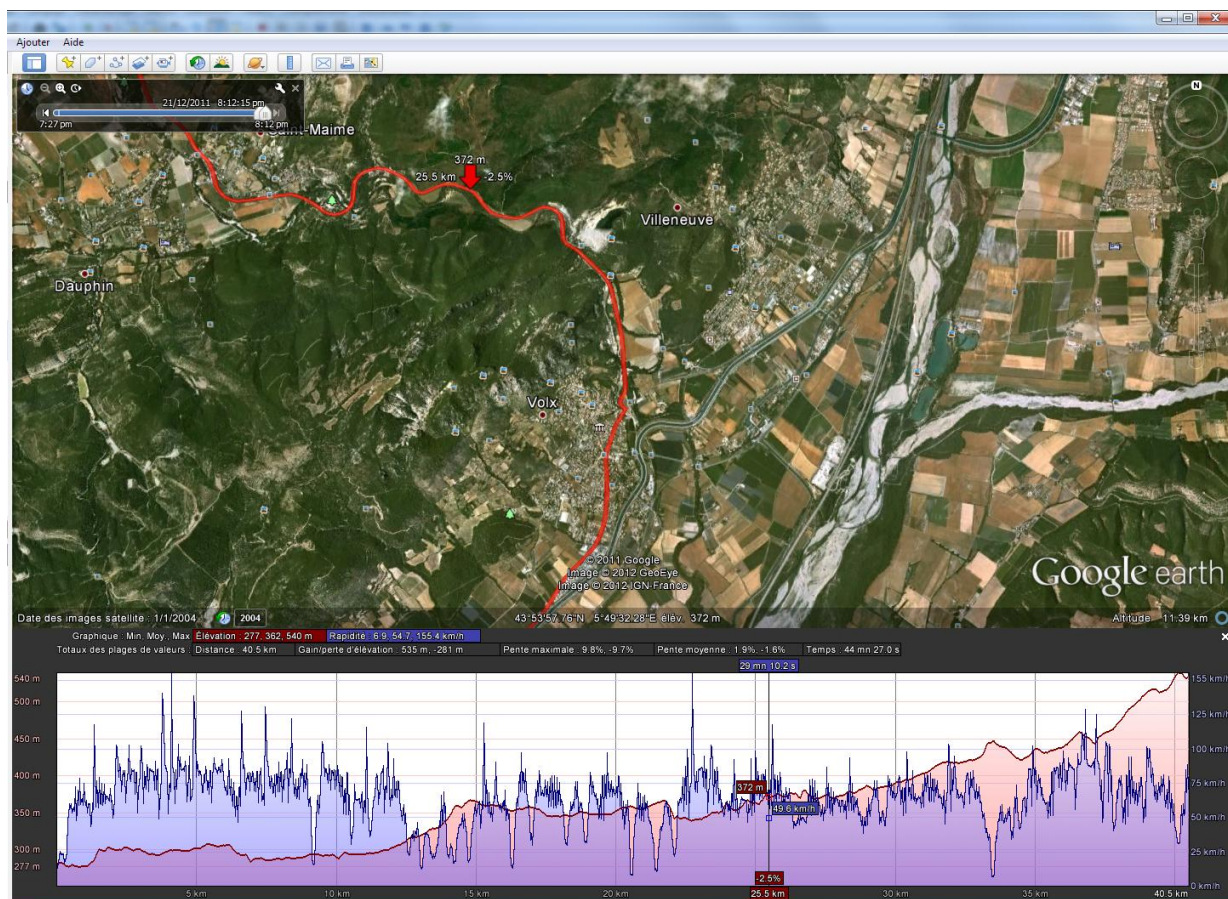 Ajouter Aide
21/12/2011 8:12:15 pm
7:27 pm 8:12 pm
Saint-Maime
372 m
25.5 km -2.5%
Villeneuve
Dauphin
Volx
© 2011 Google
Image © 2012 GeoEye
Image © 2012 IGN-France
Google earth
Date des images satellite : 1/1/2004 2004 43°53'57.76"N 5°49'32.28"E élév. 372 m Altitude 11.39 km
Graphique : Min, Moy., Max Élévation : 277, 362, 540 m Rapidité : 6.9, 54.7, 155.4 km/h
Totaux des plages de valeurs : Distance : 40.5 km Gain/perte d'élévation : 535 m, -281 m Pente maximale : 9.8%, -9.7% Pente moyenne : 1.9%, -1.6% Temps : 44 mn 27.0 s
29 mn 10.2 s
540 m 155 km/h
500 m
125 km/h
450 m
100 km/h
400 m
75 km/h
372 m
350 m
49.6 km/h
50 km/h
300 m
25 km/h
277 m
-2.5%
0 km/h
5 km 10 km 15 km 20 km 25.5 km 30 km 35 km 40.5 km
N